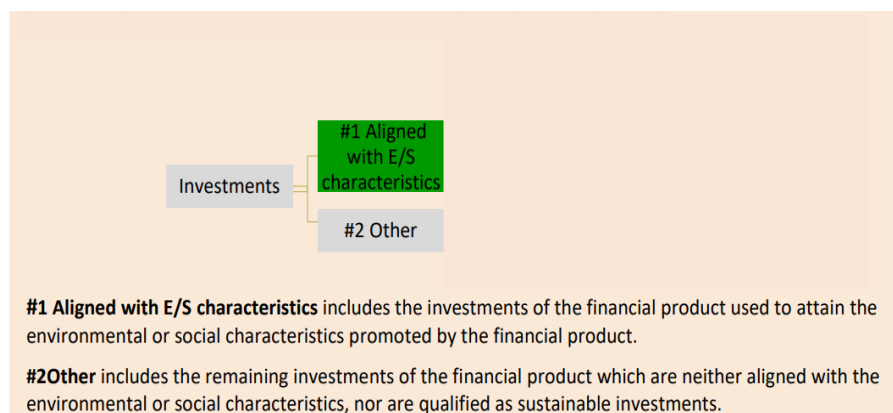 #1 Aligned
with E/S
characteristics
Investments
#2 Other
#1 Aligned with E/S characteristics includes the investments of the financial product used to attain the
environmental or social characteristics promoted by the financial product.
#2Other includes the remaining investments of the financial product which are neither aligned with the
environmental or social characteristics, nor are qualified as sustainable investments.